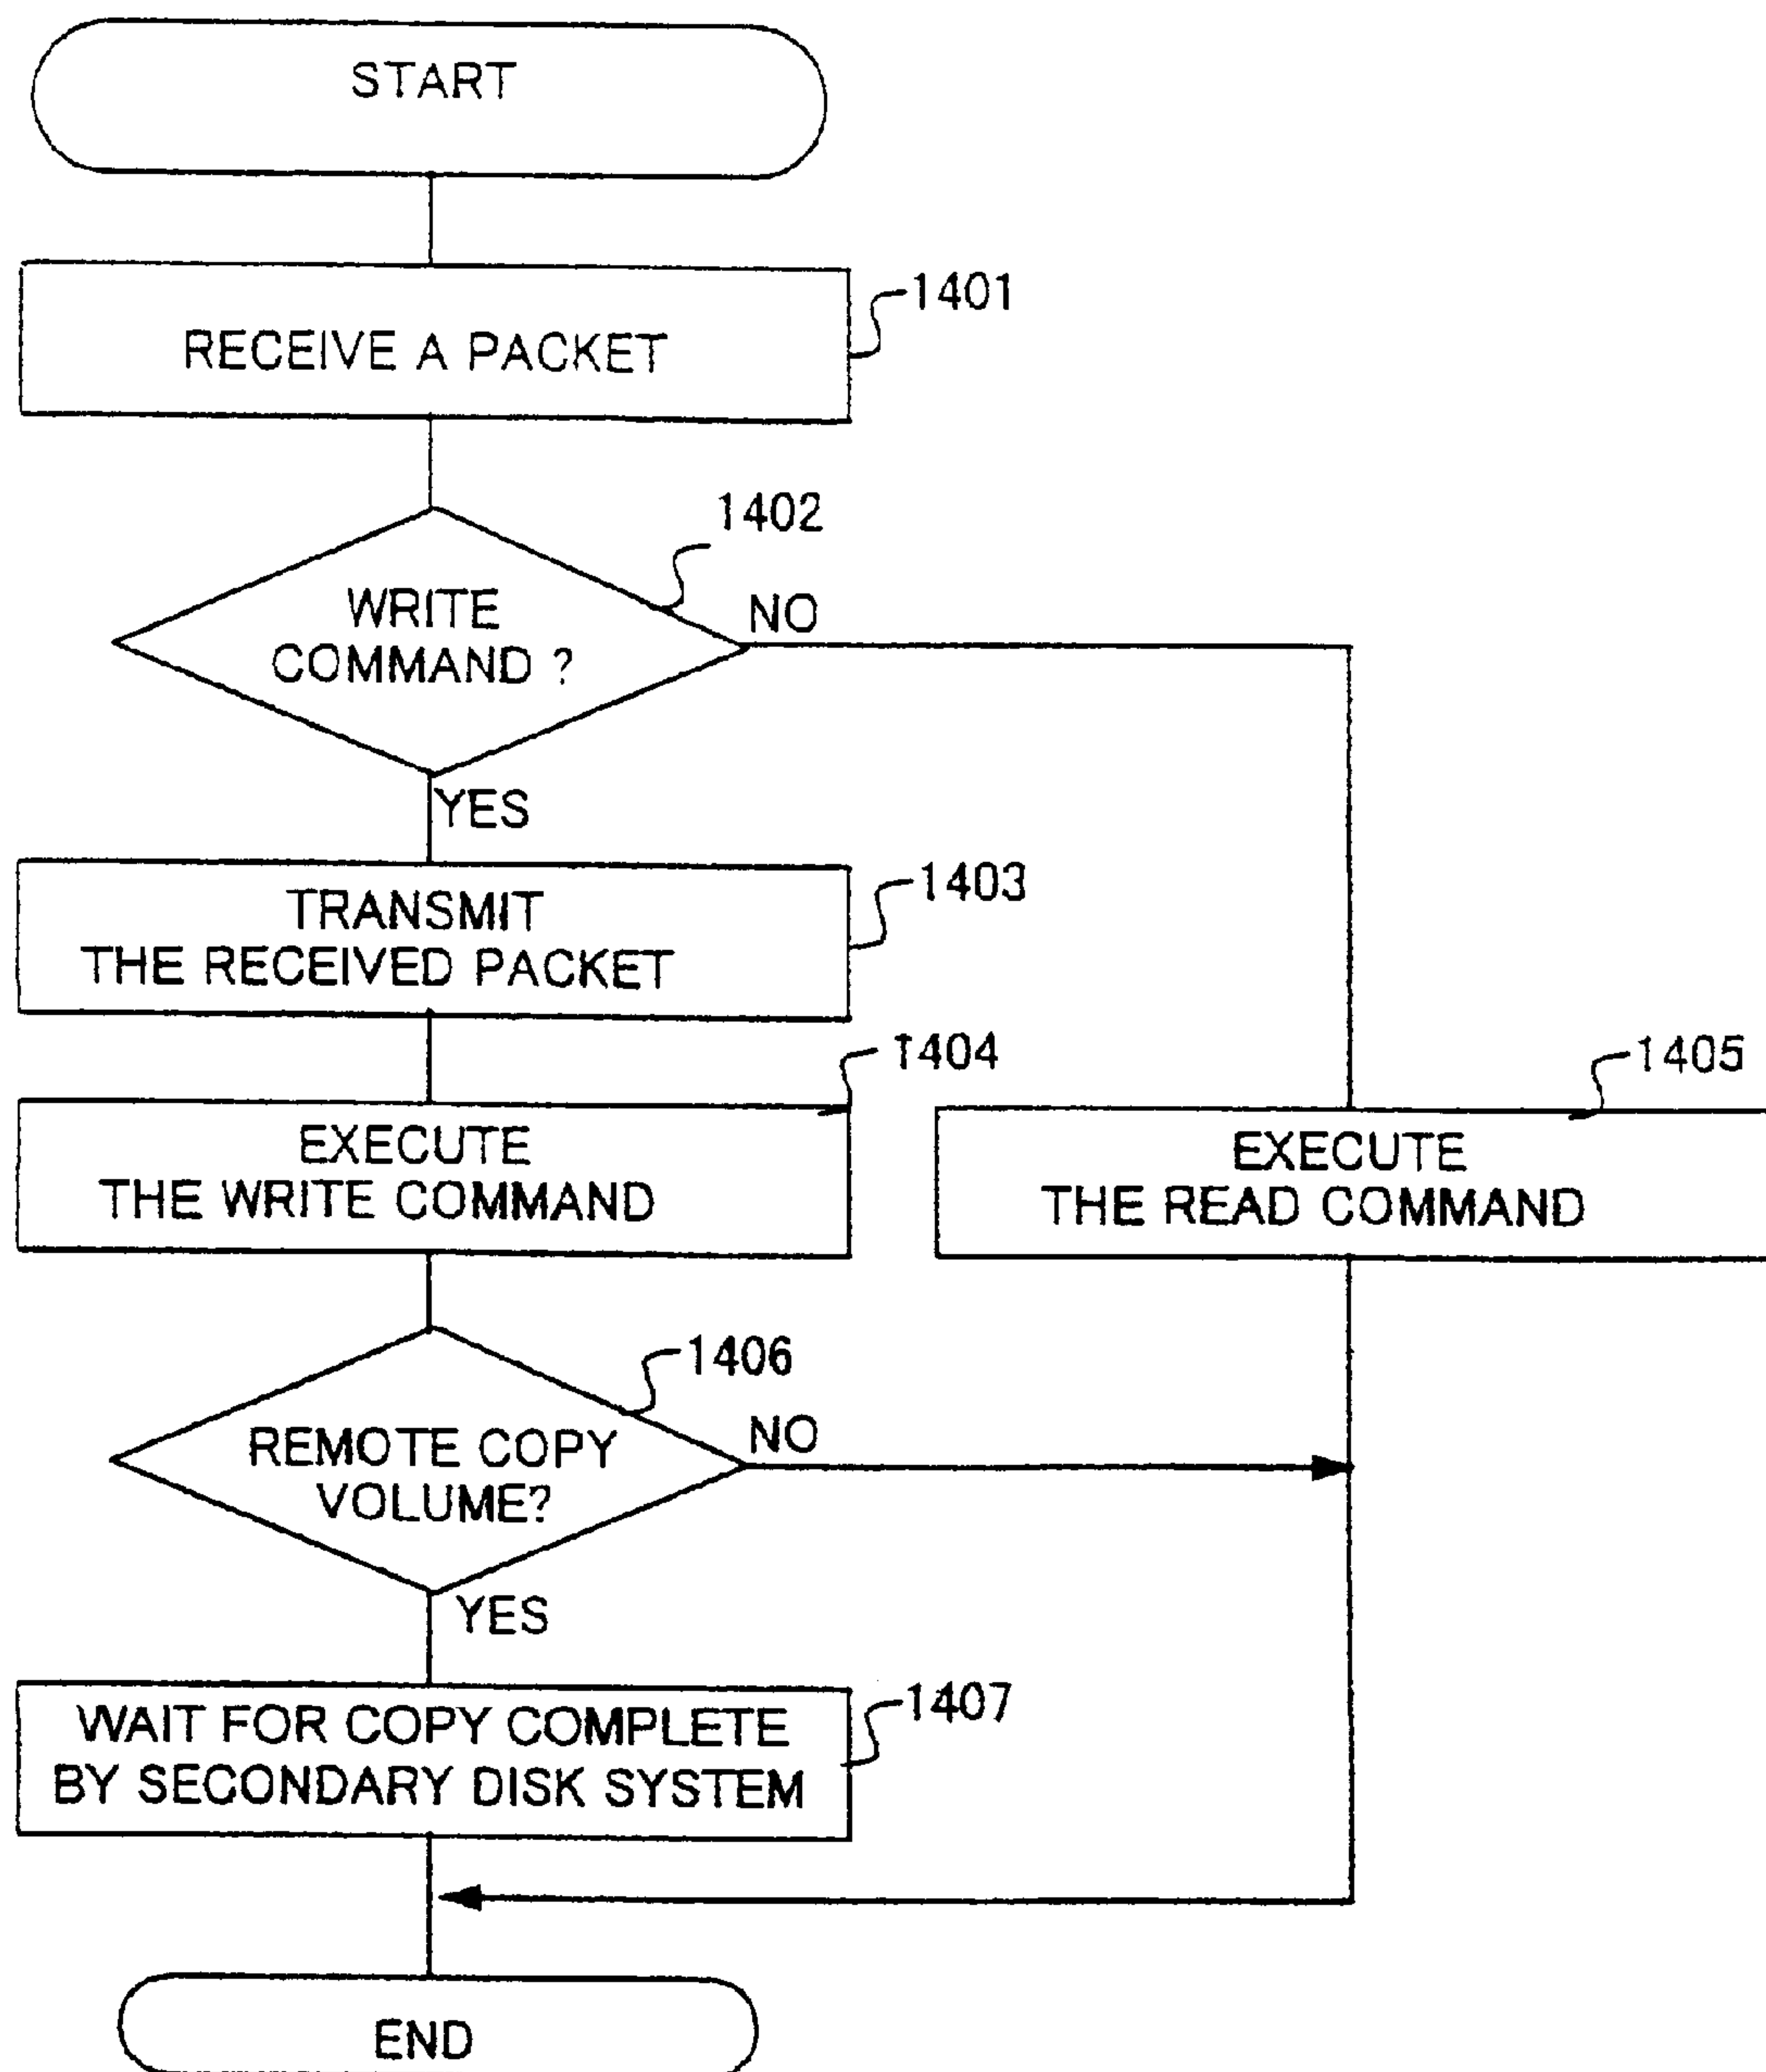 START
1401
RECEIVE A PACKET
1402
WRITE
COMMAND ?
NO
YES
1403
TRANSMIT
THE RECEIVED PACKET
1404
EXECUTE
THE WRITE COMMAND
1405
EXECUTE
THE READ COMMAND
1406
REMOTE COPY
VOLUME?
NO
YES
1407
WAIT FOR COPY COMPLETE
BY SECONDARY DISK SYSTEM
END